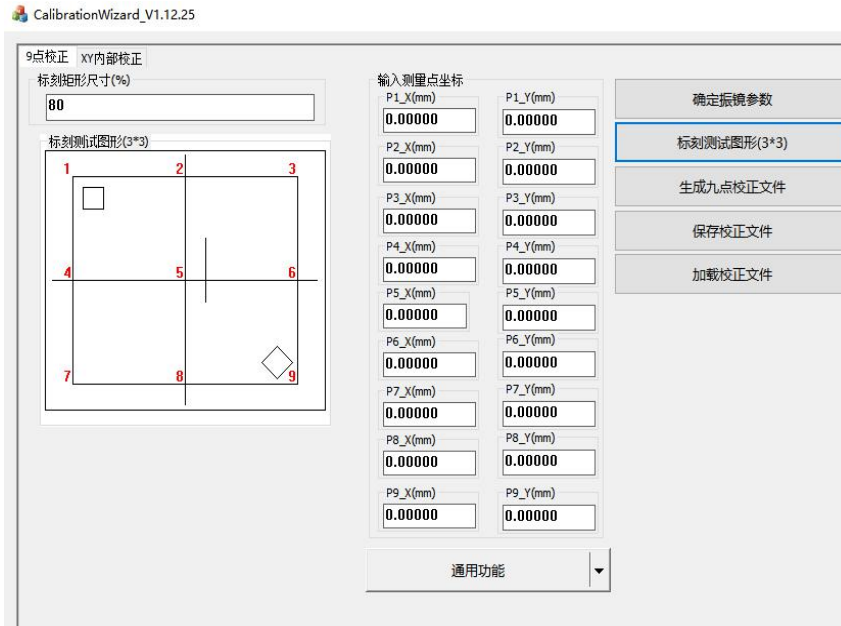 CalibrationWizard_V1.12.25
9点校正 XY内部校正
标刻矩形尺寸(%)
80
标刻测试图形(3*3)
1 2 3
4 5 6
7 8 9
输入测量点坐标
P1_X(mm) P1_Y(mm)
0.00000 0.00000
P2_X(mm) P2_Y(mm)
0.00000 0.00000
P3_X(mm) P3_Y(mm)
0.00000 0.00000
P4_X(mm) P4_Y(mm)
0.00000 0.00000
P5_X(mm) P5_Y(mm)
0.00000 0.00000
P6_X(mm) P6_Y(mm)
0.00000 0.00000
P7_X(mm) P7_Y(mm)
0.00000 0.00000
P8_X(mm) P8_Y(mm)
0.00000 0.00000
P9_X(mm) P9_Y(mm)
0.00000 0.00000
通用功能
确定振镜参数
标刻测试图形(3*3)
生成九点校正文件
保存校正文件
加载校正文件